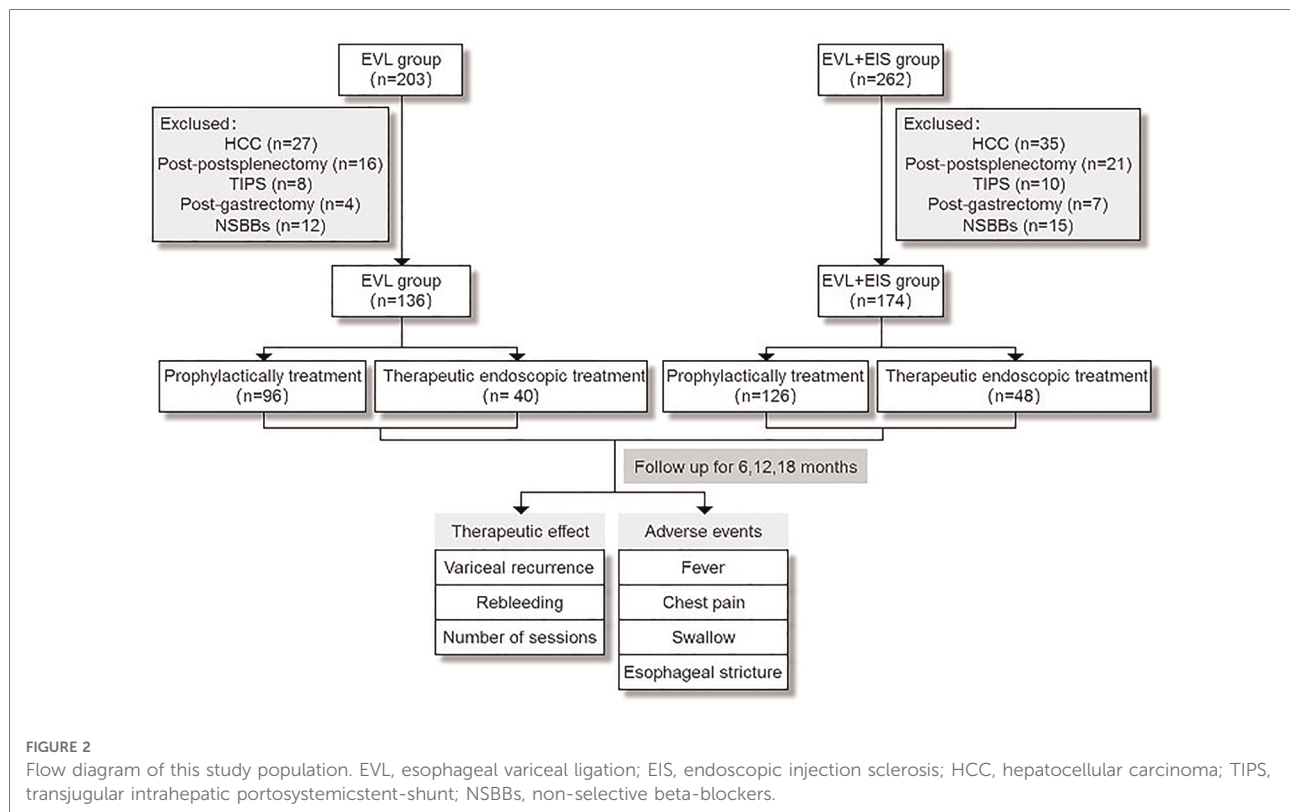 EVL group
(n=203)
EVL+EIS group
(n=262)
Exclused:
HCC (n=27)
Post-postsplenectomy (n=16)
TIPS (n=8)
Post-gastrectomy (n=4)
NSBBs (n=12)
Exclused:
HCC (n=35)
Post-postsplenectomy (n=21)
TIPS (n=10)
Post-gastrectomy (n=7)
NSBBs (n=15)
EVL group
(n=136)
EVL+EIS group
(n=174)
Prophylactically treatment
(n=96)
Therapeutic endoscopic treatment
(n= 40)
Prophylactically treatment
(n=126)
Therapeutic endoscopic treatment
(n=48)
Follow up for 6,12,18 months
Therapeutic effect
Variceal recurrence
Rebleeding
Number of sessions
Adverse events
Fever
Chest pain
Swallow
Esophageal stricture
FIGURE 2
Flow diagram of this study population. EVL, esophageal variceal ligation; EIS, endoscopic injection sclerosis; HCC, hepatocellular carcinoma; TIPS,
transjugular intrahepatic portosystemicstent-shunt; NSBBs, non-selective beta-blockers.